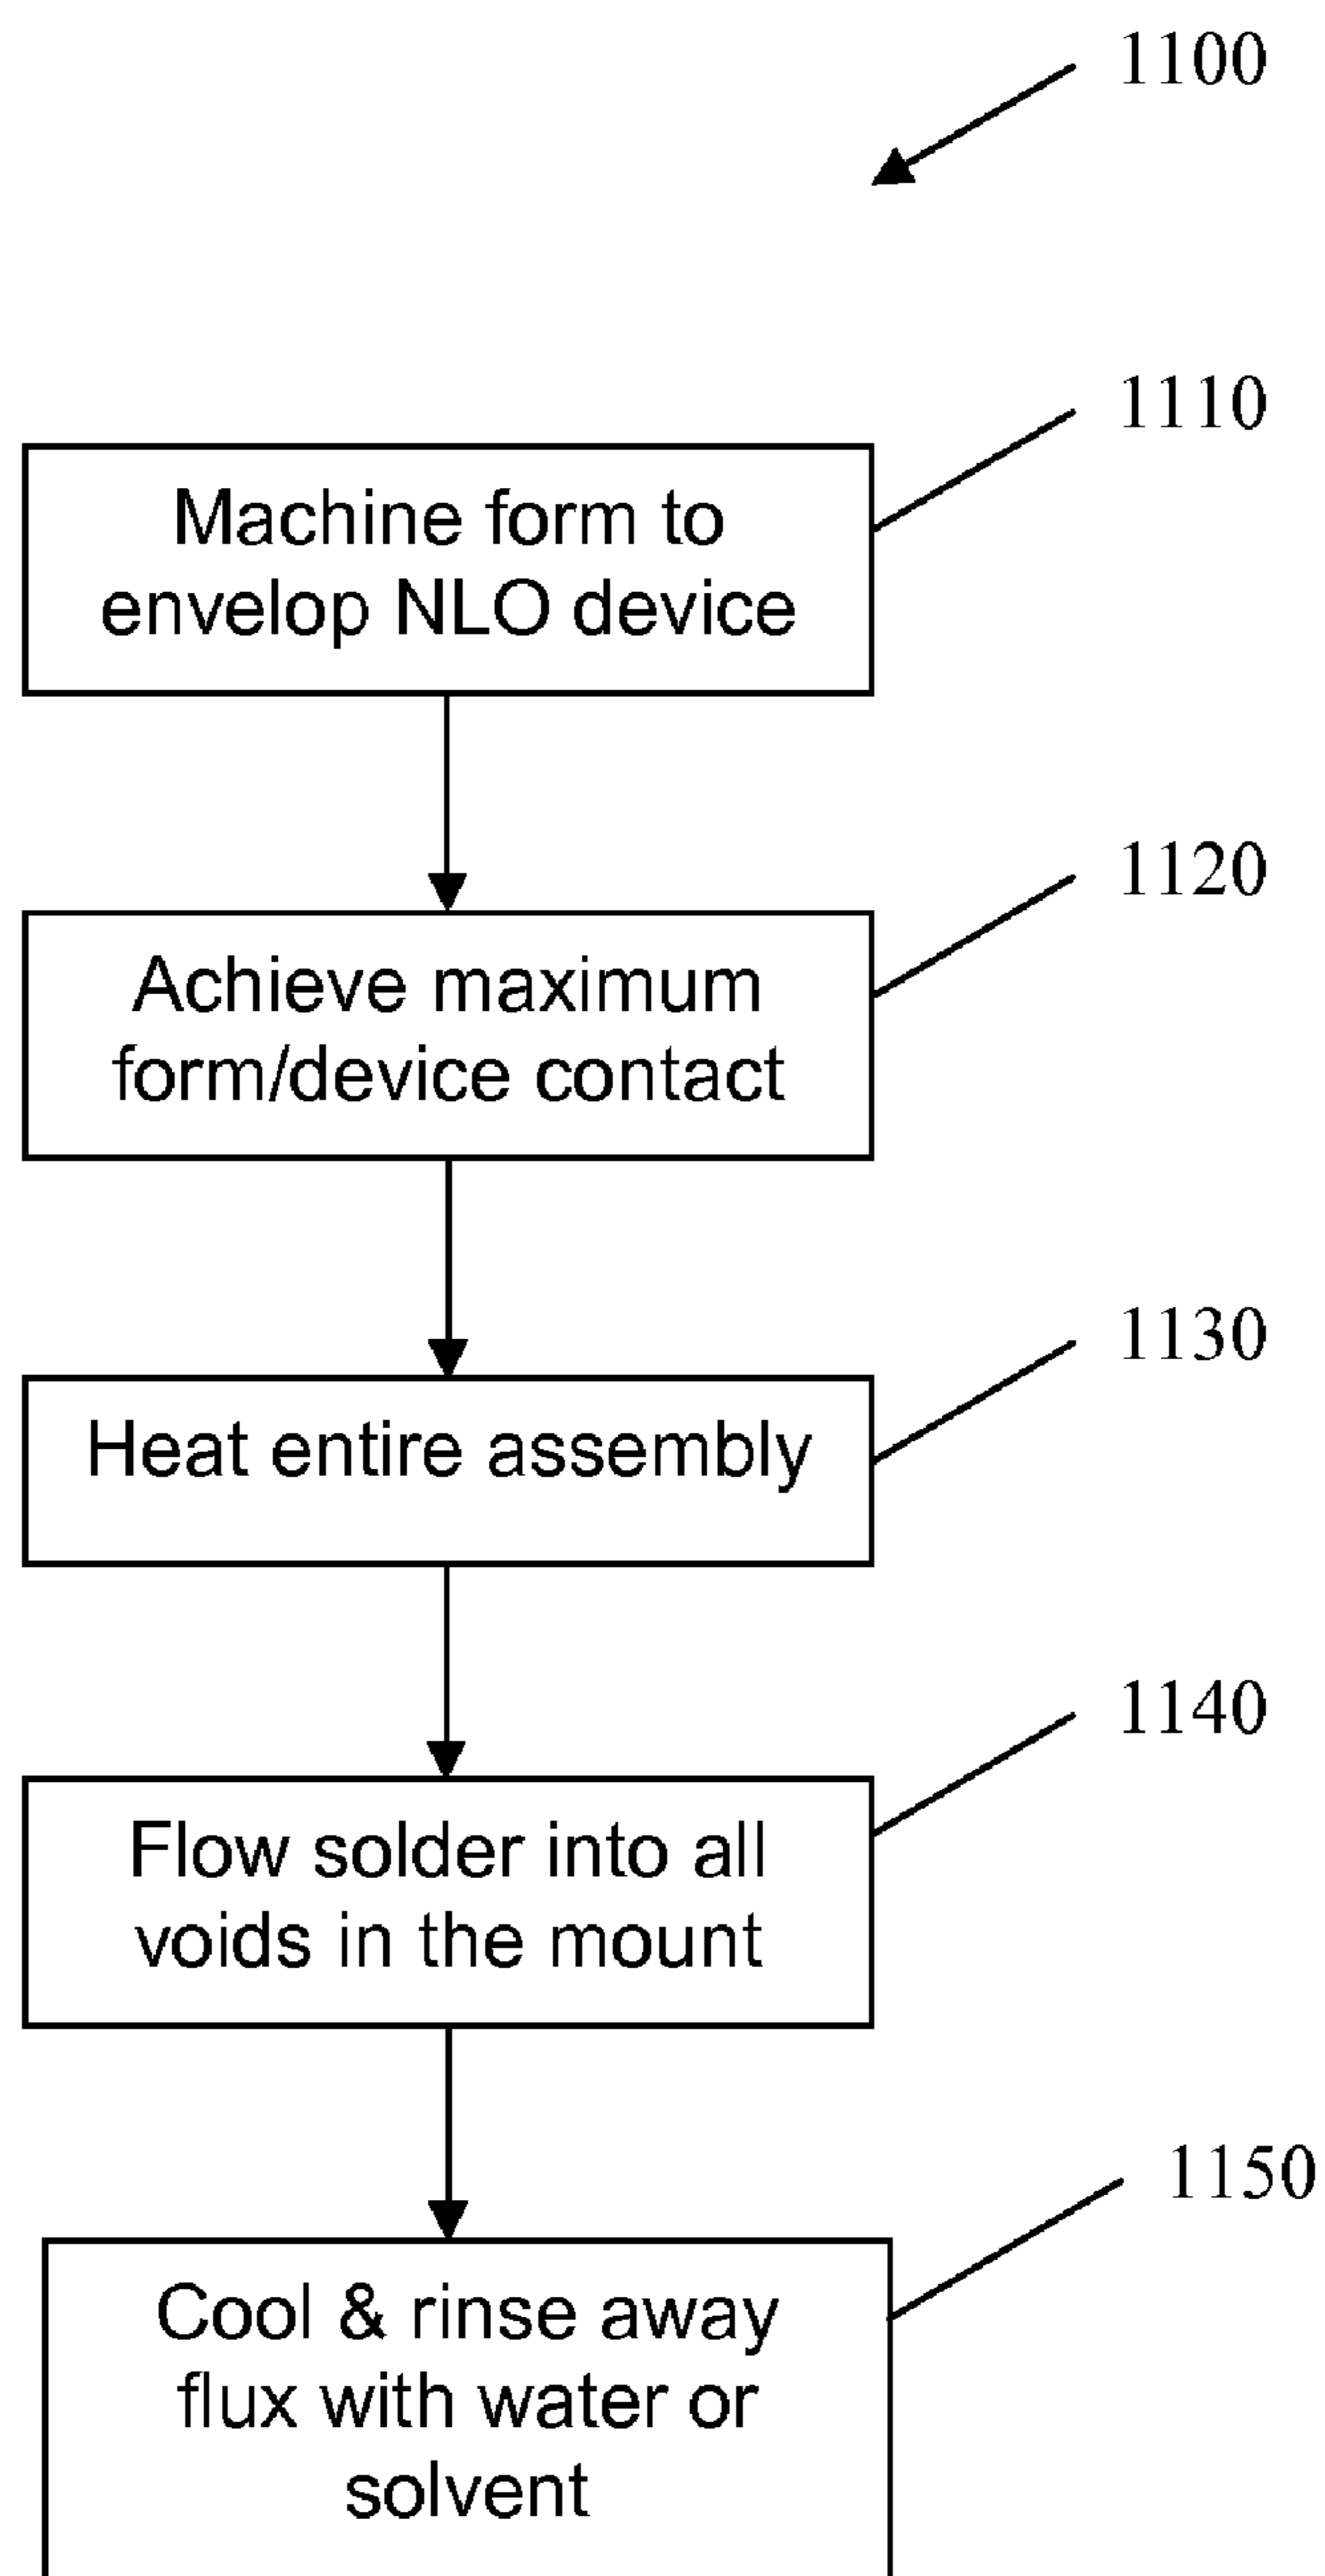 1100
1110
Machine form to
envelop NLO device
1120
Achieve maximum
form/device contact
1130
Heat entire assembly
1140
Flow solder into all
voids in the mount
1150
Cool & rinse away
flux with water or
solvent